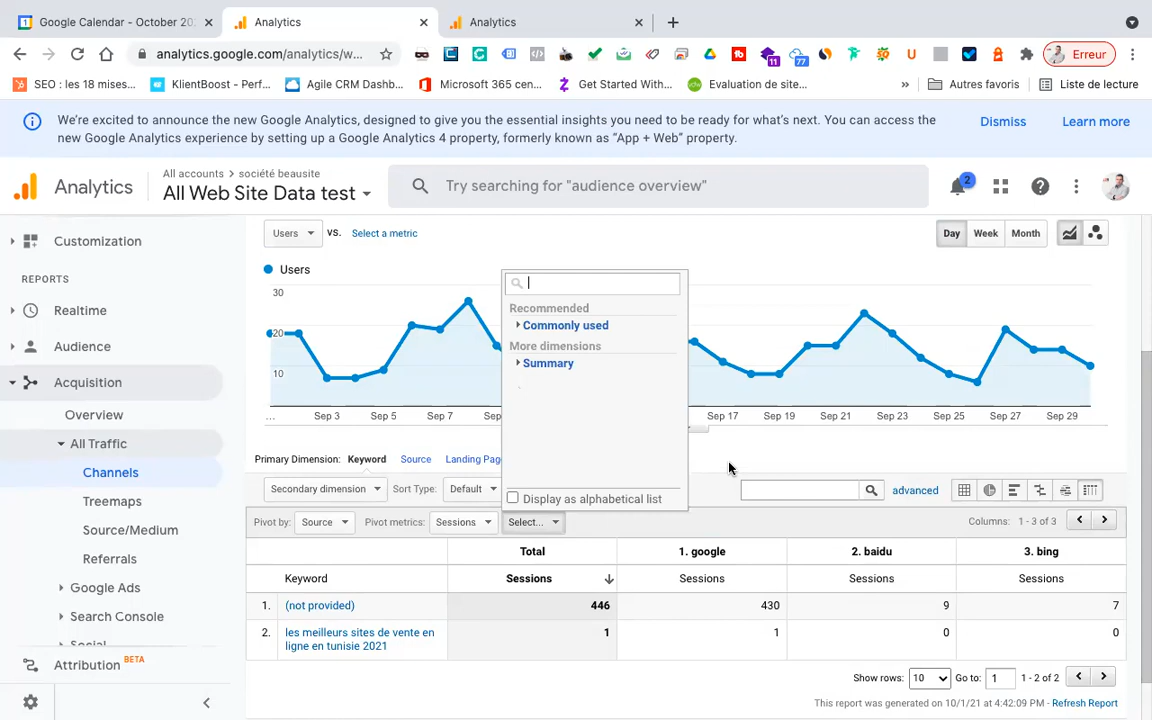 Google Calendar - October 20
Analytics
Analytics
analytics.google.com/analytics/w...
11
77
Erreur
SEO : les 18 mises...
KlientBoost - Perf...
Agile CRM Dashb...
Microsoft 365 cen...
Get Started With...
Evaluation de site...
»
Autres favoris
Liste de lecture
We're excited to announce the new Google Analytics, designed to give you the essential insights you need to be ready for what's next. You can access the
new Google Analytics experience by setting up a Google Analytics 4 property, formerly known as "App + Web" property.
Dismiss
Learn more
Analytics
All accounts > société beausite
All Web Site Data test
Try searching for "audience overview"
2
Customization
REPORTS
Realtime
Audience
Acquisition
Overview
All Traffic
Channels
Treemaps
Source/Medium
Referrals
Google Ads
Search Console
Social
Attribution BETA
Users
VS.
Select a metric
Day
Week
Month
Users
30
20
10
...
Sep 3
Sep 5
Sep 7
Sep 17
Sep 19
Sep 21
Sep 23
Sep 25
Sep 27
Sep 29
Recommended
Commonly used
More dimensions
Summary
Display as alphabetical list
Primary Dimension:
Keyword
Source
Landing Pag
Secondary dimension
Sort Type:
Default
advanced
Pivot by:
Source
Pivot metrics:
Sessions
Select...
Columns: 1 - 3 of 3
Total
1. google
2. baidu
3. bing
Keyword
Sessions
Sessions
Sessions
Sessions
1.
(not provided)
446
430
9
7
2.
les meilleurs sites de vente en
ligne en tunisie 2021
1
1
0
0
Show rows:
10
Go to:
1
1 - 2 of 2
This report was generated on 10/1/21 at 4:42:09 PM - Refresh Report